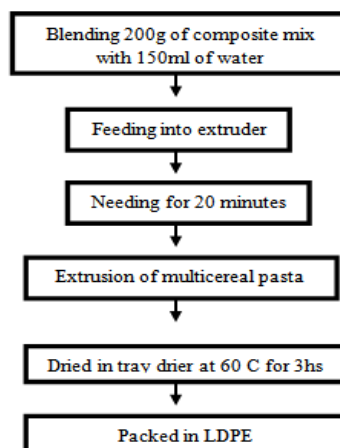 Blending 200g of composite mix
with 150ml of water
Feeding into extruder
Needing for 20 minutes
Extrusion of multicereal pasta
Dried in tray drier at 60 C for 3hs
Packed in LDPE